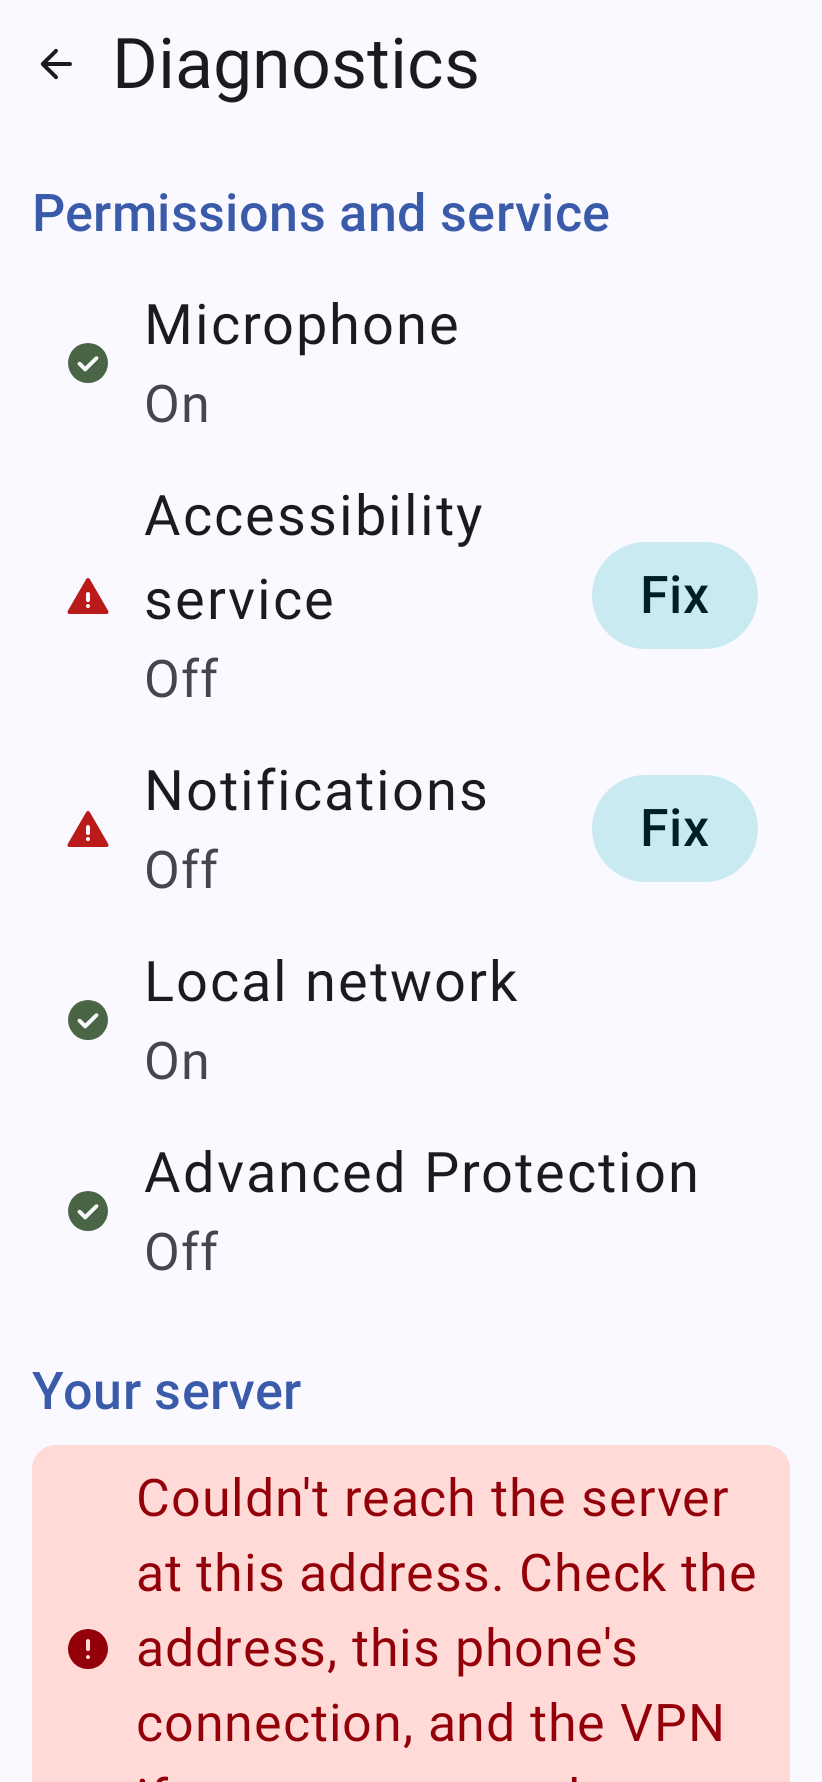 Diagnostics
Permissions and service
Microphone
On
Accessibility
service
Off
Fix
Notifications
Off
Fix
Local network
On
Advanced Protection
Off
Your server
Couldn't reach the server
at this address. Check the
address, this phone's
connection, and the VPN